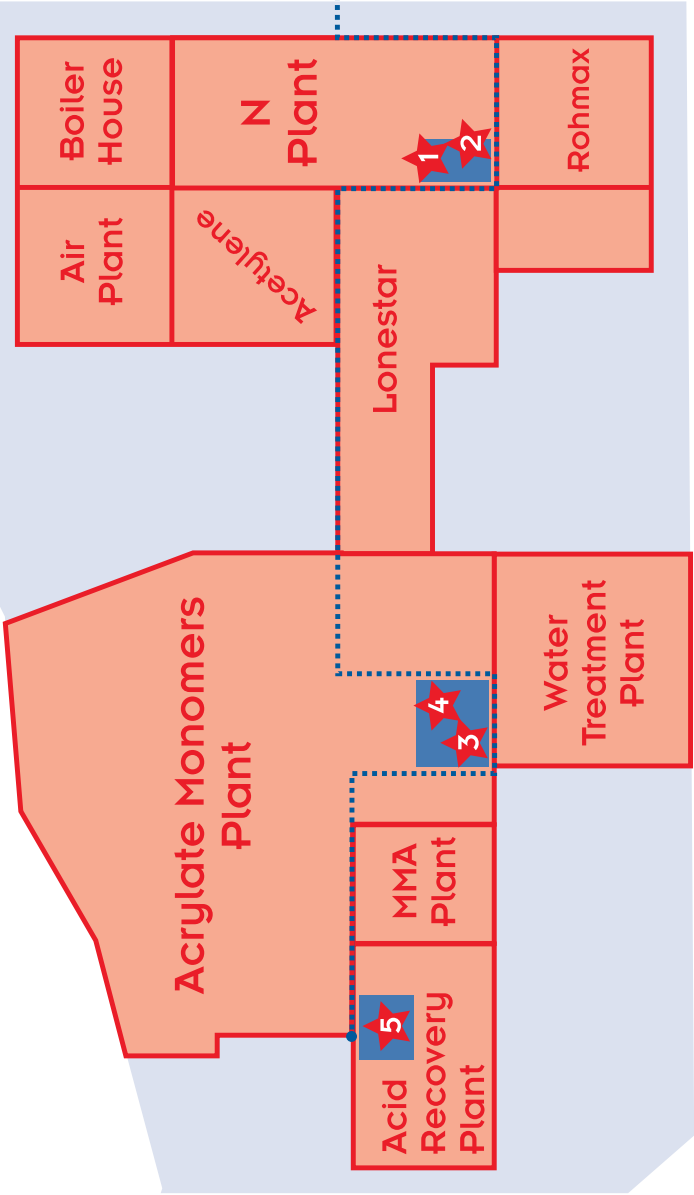 Boiler
House
N
Plant
1
2
Rohmax
Air
Plant
Acetylene
Lonestar
Acrylate Monomers
Plant
4
3
Water
Treatment
Plant
MMA
Plant
5
Acid
Recovery
Plant